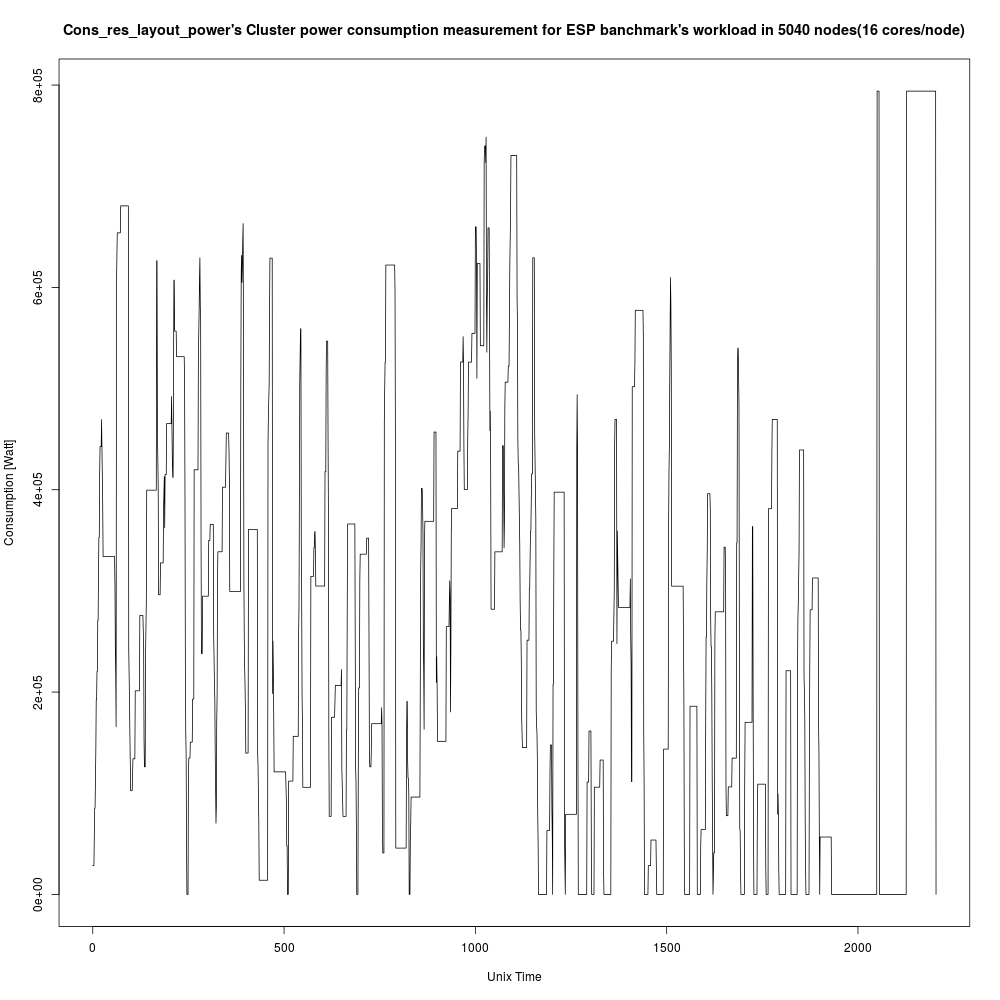 Cons_res_layout_power's Cluster power consumption measurement for ESP banchmark's workload in 5040 nodes(16 cores/node)
8e+05
6e+05
4e+05
2e+05
0e+00
Consumption [Watt]
0 500 1000 1500 2000
Unix Time